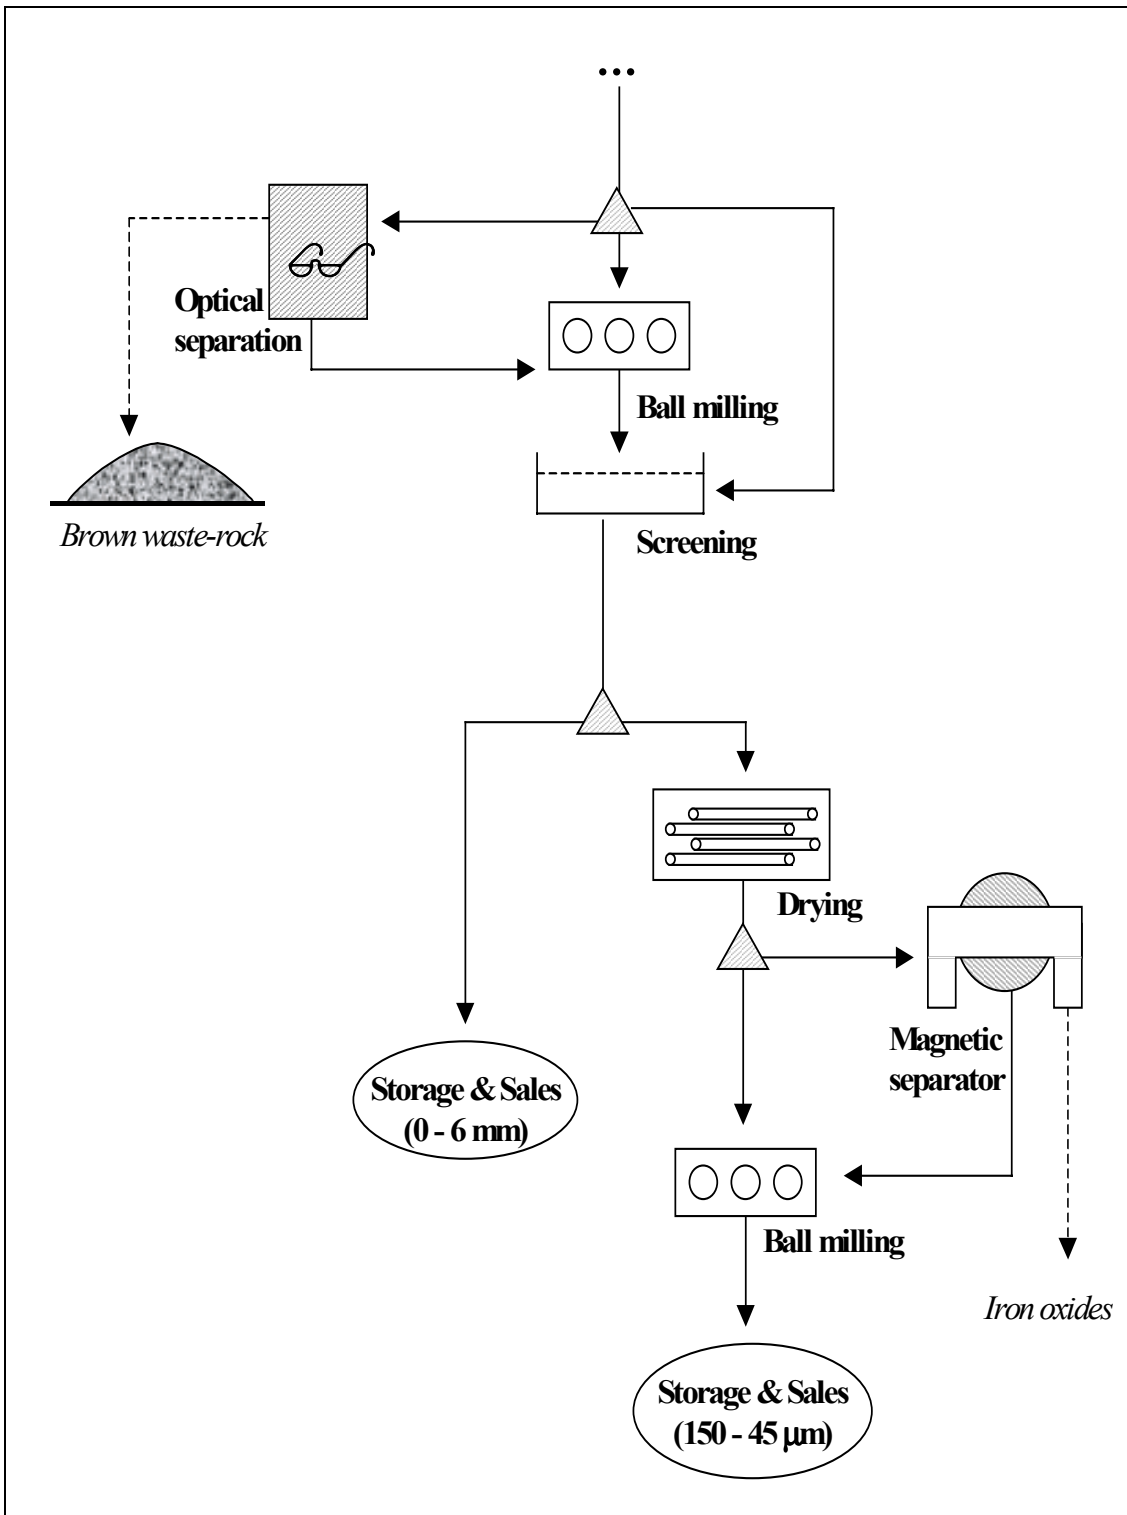 ...
Optical
separation
Ball milling
Brown waste-rock
Screening
Drying
Magnetic
separator
Storage & Sales
(0 - 6 mm)
Ball milling
Iron oxides
Storage & Sales
(150 - 45 μm)